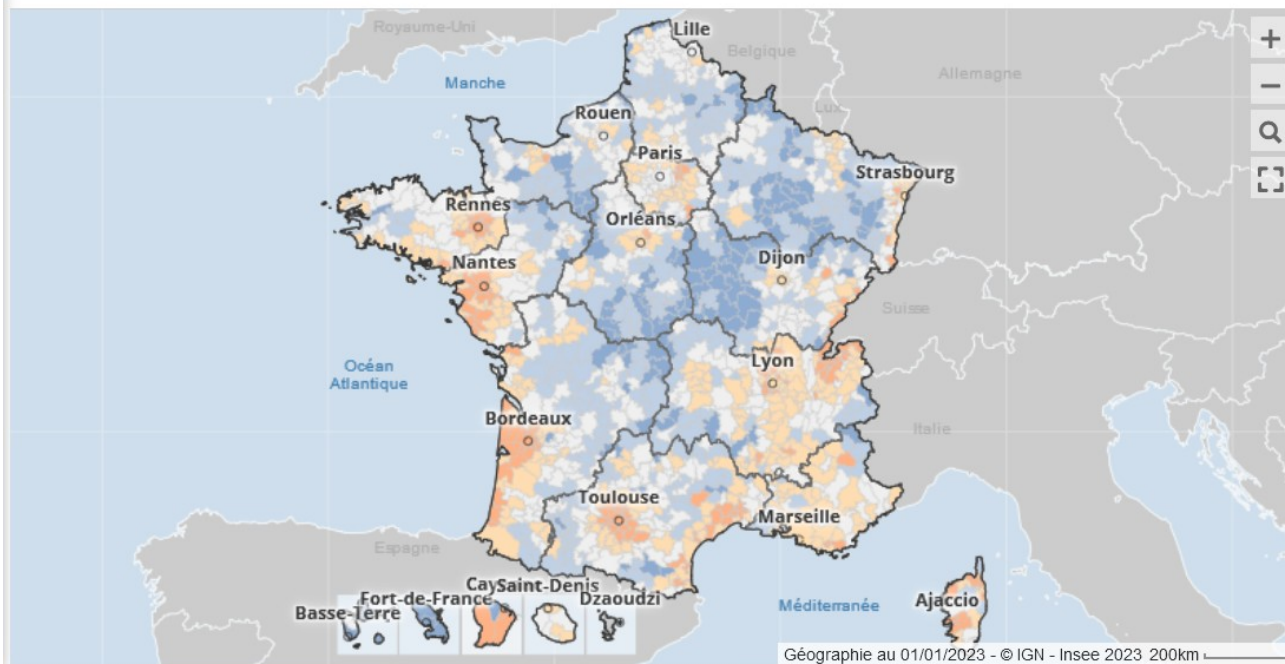 Lille
Royaume-Uni
Belgique
+
Allemagne
Manche
−
Lux.
Rouen
Paris
Strasbourg
Rennes
Orléans
Nantes
Dijon
Suisse
Océan
Atlantique
Lyon
Bordeaux
Italie
Toulouse
Marseille
Espagne
Basse-Terre
Fort-de-France
Cay
Saint-Denis
Dzaoudzi
Méditerranée
Ajaccio
Géographie au 01/01/2023 - © IGN - Insee 2023 200km